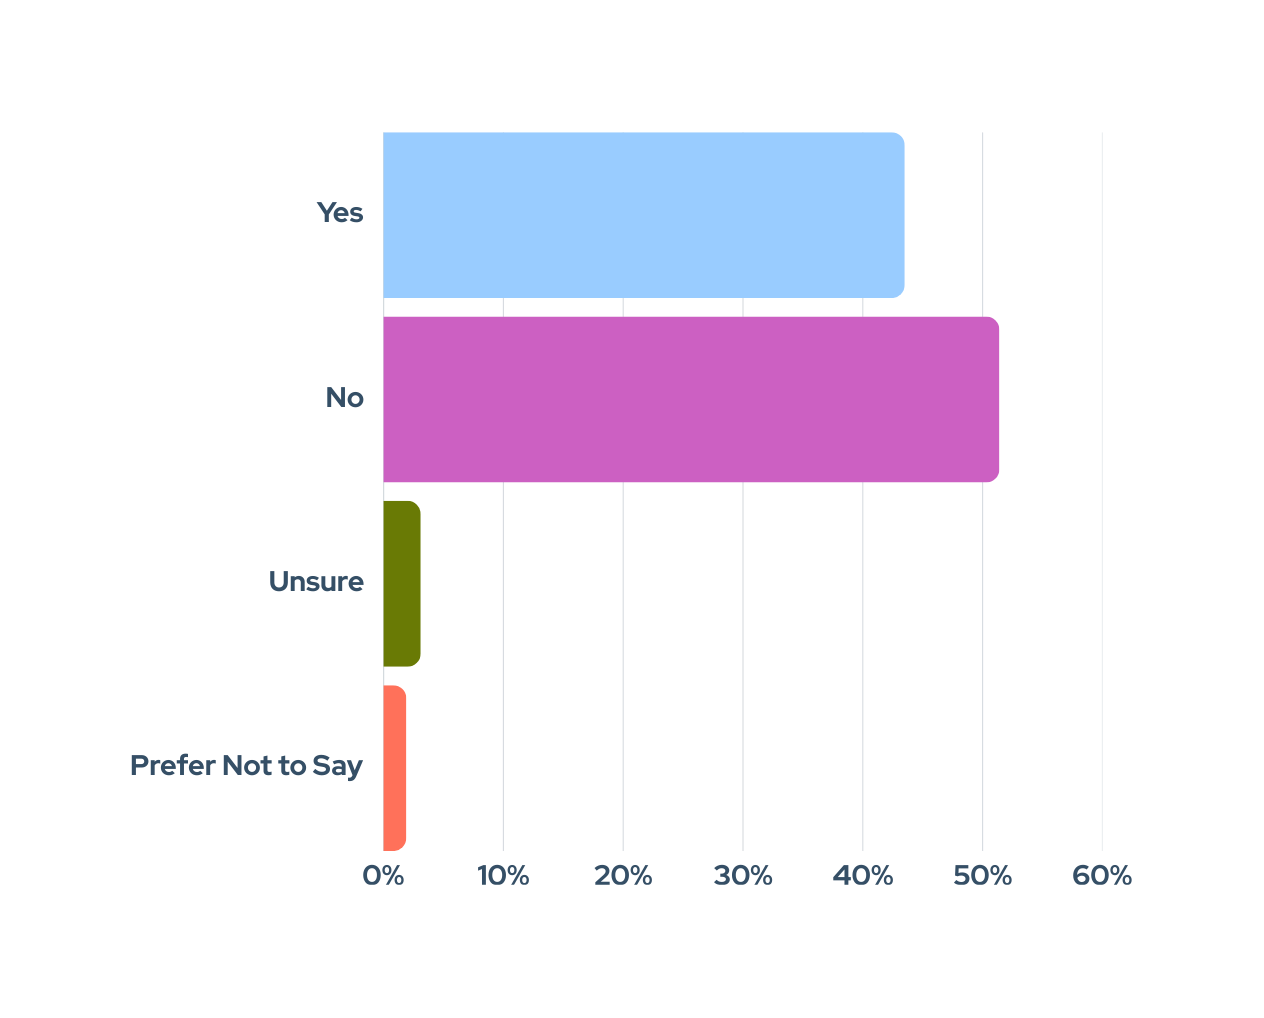 Yes
No
Unsure
Prefer Not to Say
0% 10% 20% 30% 40% 50% 60%